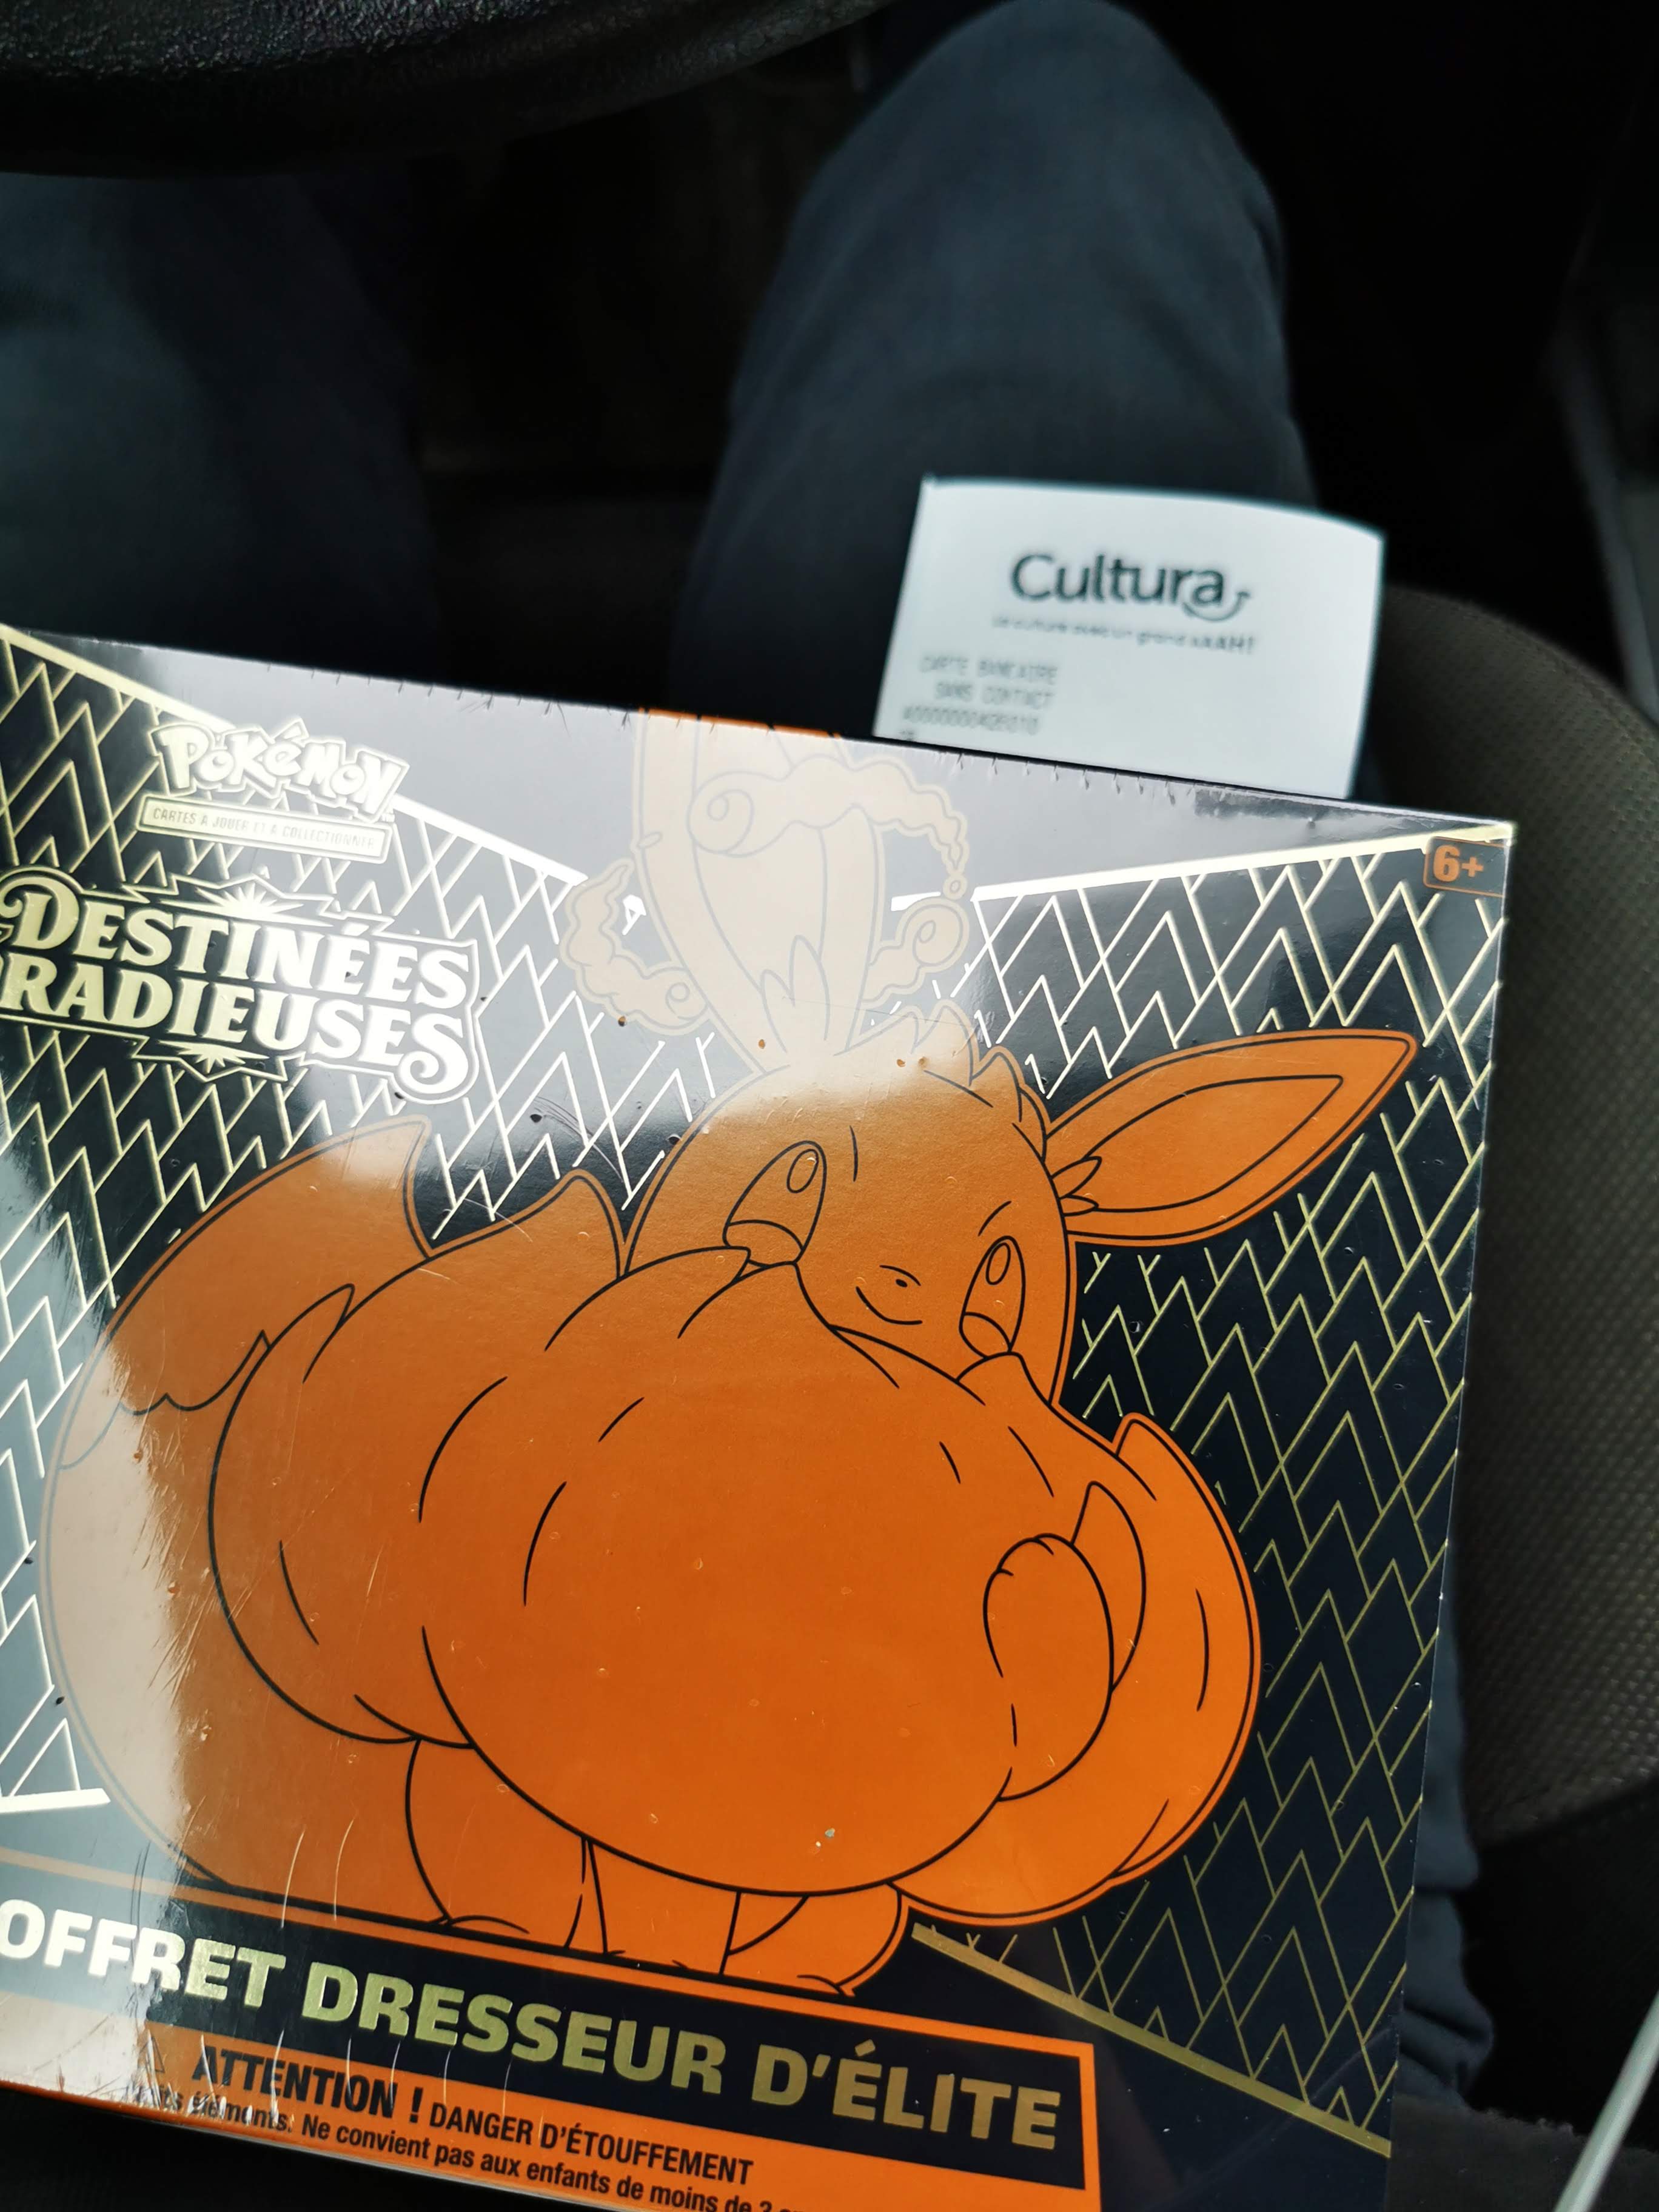 Cultura
CARTE BANCAIRE
SANS CONTACT
Pokémon
CARTES À JOUER ET À COLLECTIONNER
6+
DESTINÉES
RADIEUSES
OFFRET DRESSEUR D'ÉLITE
ATTENTION ! DANGER D'ÉTOUFFEMENT
éléments. Ne convient pas aux enfants de moins de 3